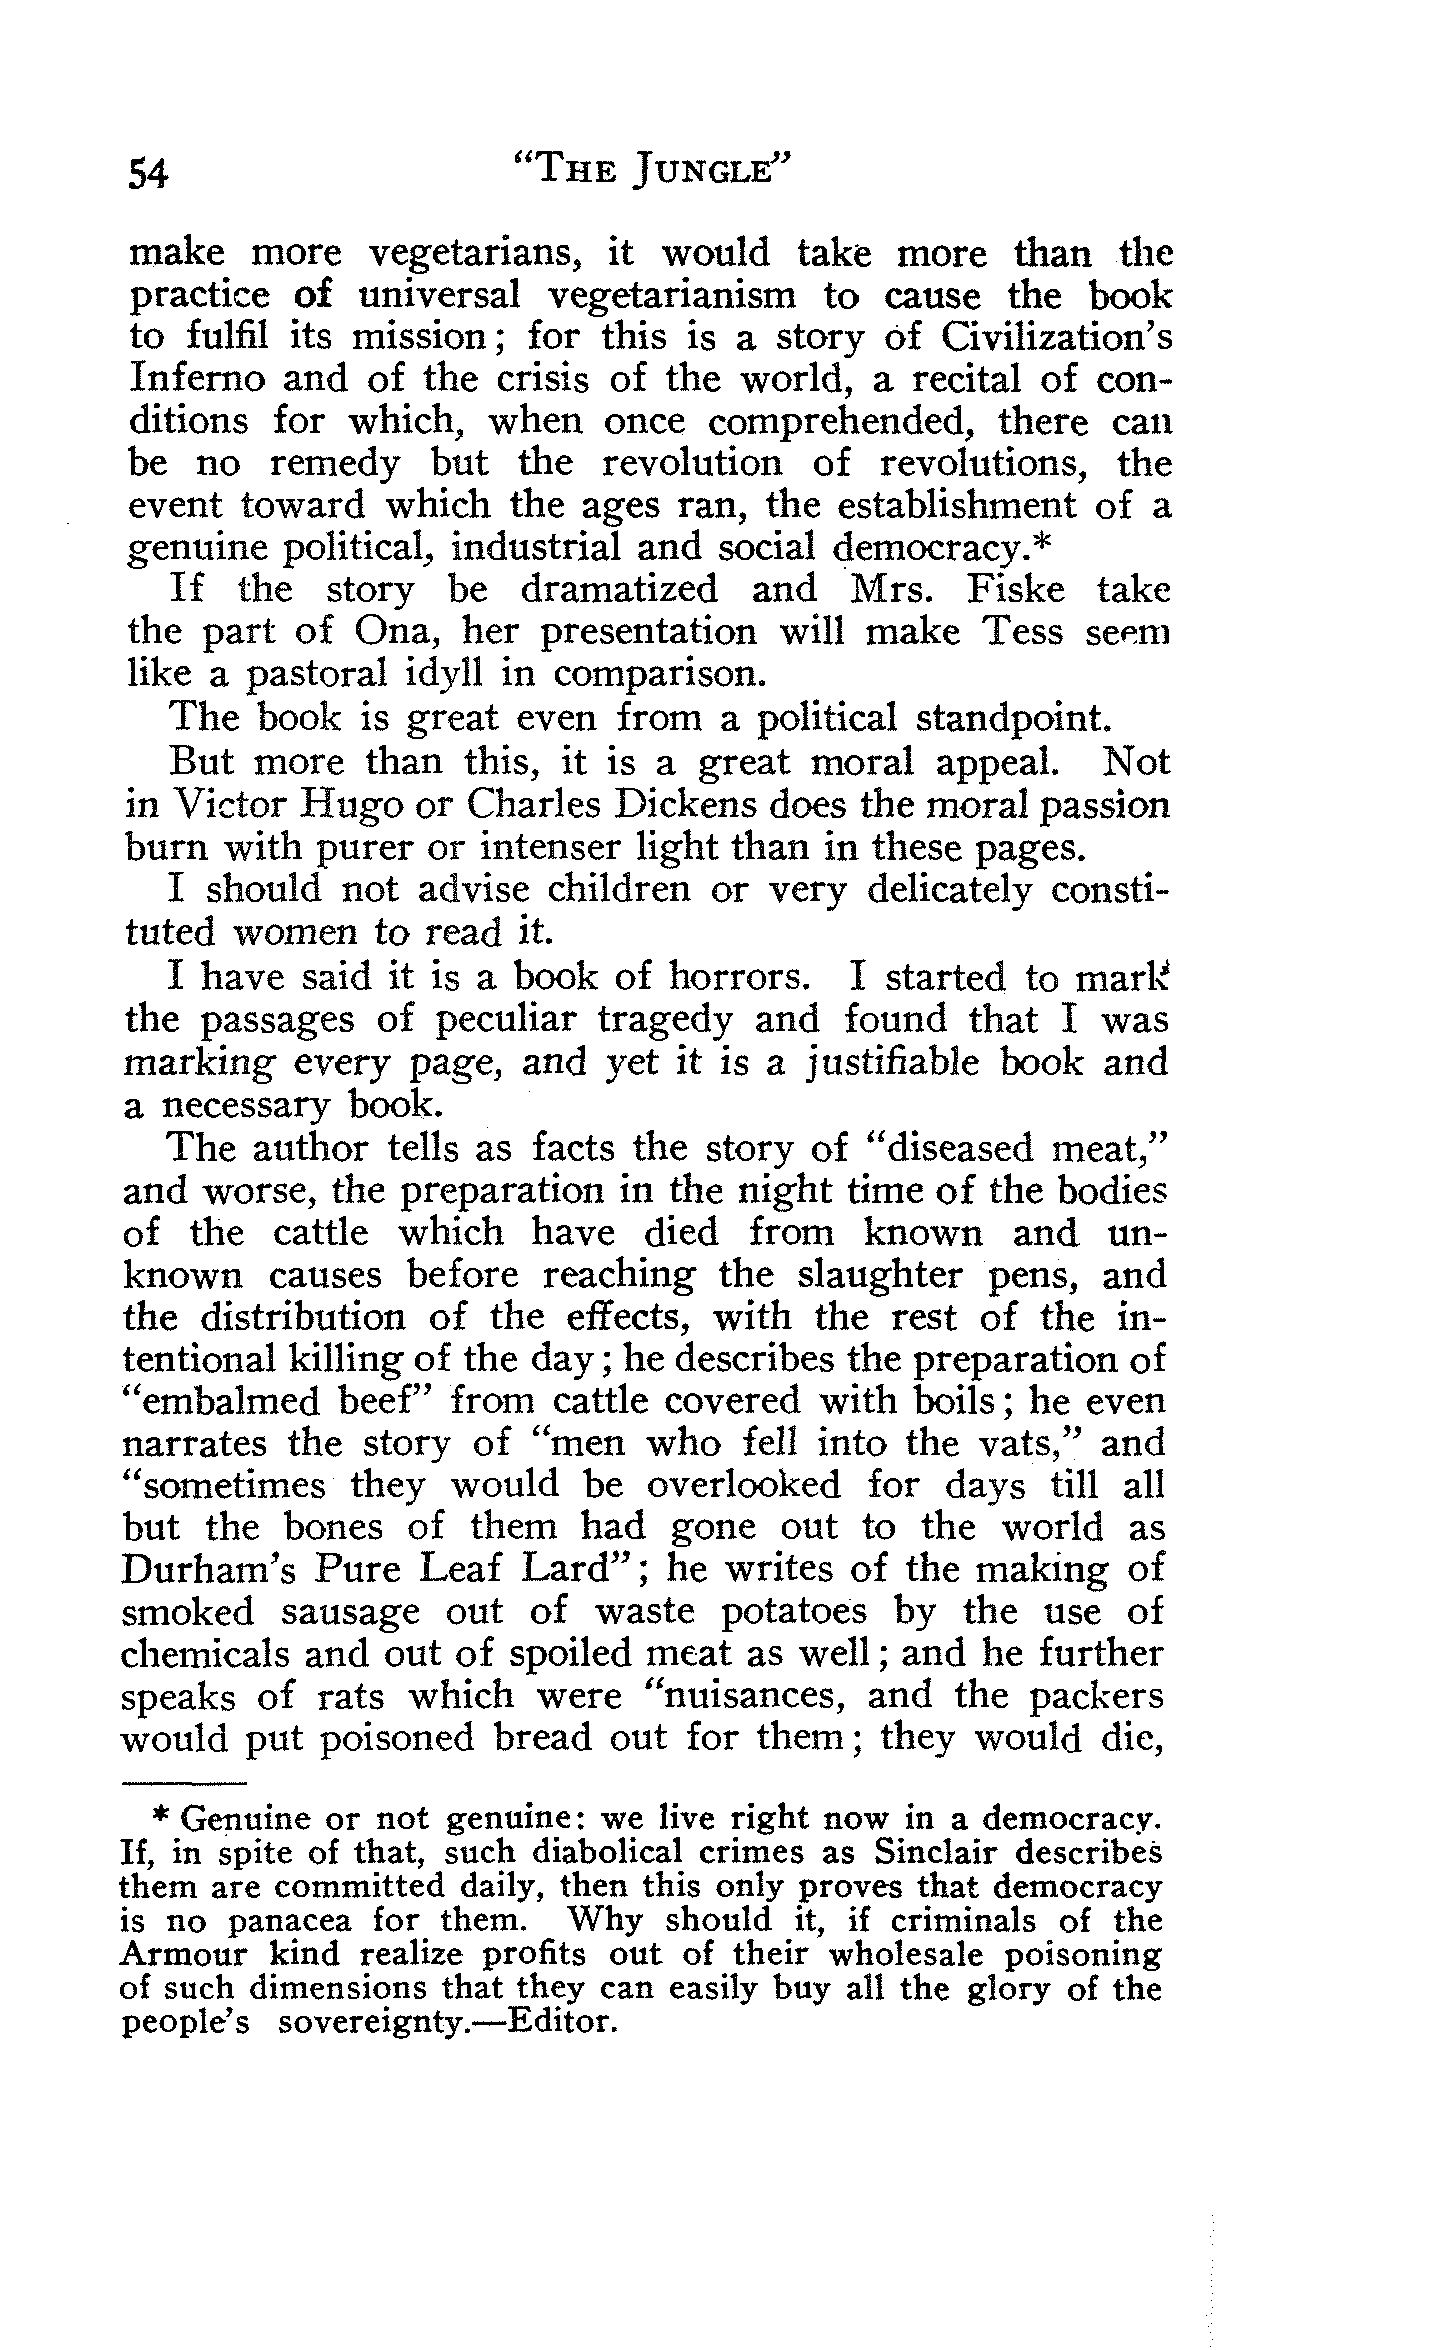 54 "The Jungle"
make more vegetarians, it would take more than the
practice of universal vegetarianism to cause the book
to fulfil its mission; for this is a story of Civilization's
Inferno and of the crisis of the world, a recital of con-
ditions for which, when once comprehended, there can
be no remedy but the revolution of revolutions, the
event toward which the ages ran, the establishment of a
genuine political, industrial and social democracy.*
If the story be dramatized and Mrs. Fiske take
the part of Ona, her presentation will make Tess seem
like a pastoral idyll in comparison.
The book is great even from a political standpoint.
But more than this, it is a great moral appeal. Not
in Victor Hugo or Charles Dickens does the moral passion
burn with purer or intenser light than in these pages.
I should not advise children or very delicately consti-
tuted women to read it.
I have said it is a book of horrors. I started to mark
the passages of peculiar tragedy and found that I was
marking every page, and yet it is a justifiable book and
a necessary book.
The author tells as facts the story of "diseased meat,"
and worse, the preparation in the night time of the bodies
of the cattle which have died from known and un-
known causes before reaching the slaughter pens, and
the distribution of the effects, with the rest of the in-
tentional killing of the day; he describes the preparation of
"embalmed beef" from cattle covered with boils; he even
narrates the story of "men who fell into the vats," and
"sometimes they would be overlooked for days till all
but the bones of them had gone out to the world as
Durham's Pure Leaf Lard"; he writes of the making of
smoked sausage out of waste potatoes by the use of
chemicals and out of spoiled meat as well; and he further
speaks of rats which were "nuisances, and the packers
would put poisoned bread out for them; they would die,
* Genuine or not genuine: we live right now in a democracy.
If, in spite of that, such diabolical crimes as Sinclair describes
them are committed daily, then this only proves that democracy
is no panacea for them. Why should it, if criminals of the
Armour kind realize profits out of their wholesale poisoning
of such dimensions that they can easily buy all the glory of the
people's sovereignty.—Editor.